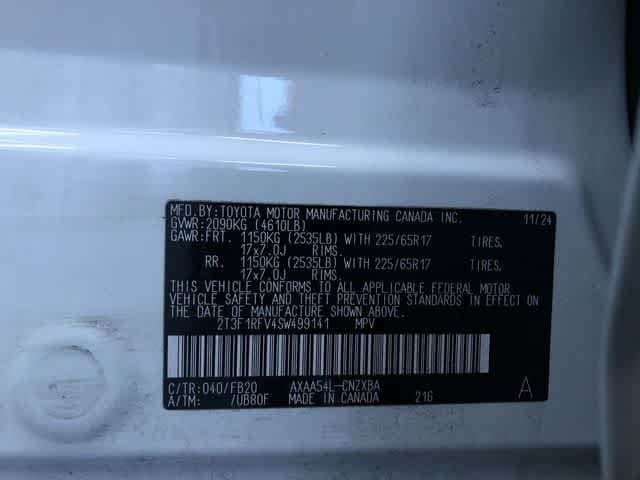 MFD.BY:TOYOTA MOTOR MANUFACTURING CANADA INC. 11/24
GVWR:2090KG (4610LB)
GAWR:FRT. 1150KG (2535LB) WITH 225/65R17 TIRES.
17x7.0J RIMS.
RR. 1150KG (2535LB) WITH 225/65R17 TIRES.
17x7.0J RIMS.
THIS VEHICLE CONFORMS TO ALL APPLICABLE FEDERAL MOTOR
VEHICLE SAFETY AND THEFT PREVENTION STANDARDS IN EFFECT ON
THE DATE OF MANUFACTURE SHOWN ABOVE.
2T3F1RFV4SW499141 MPV
C/TR:040/FB20 AXAA54L-CNZXBA
A/TM: /UB80F MADE IN CANADA 216 A